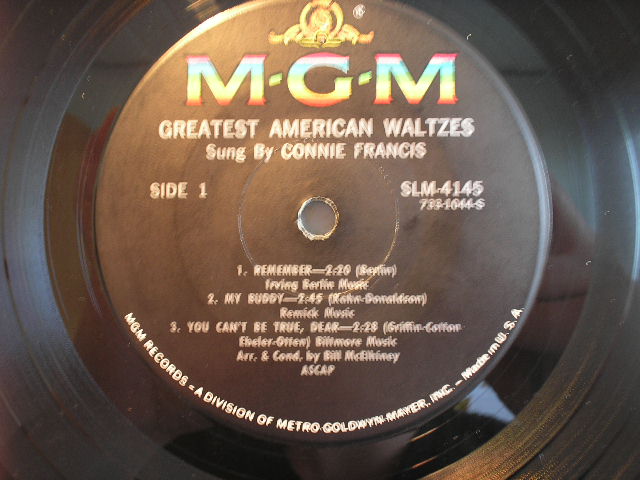 ®
M-G-M
GREATEST AMERICAN WALTZES
Sung By CONNIE FRANCIS
SIDE 1
SLM-4145
733-1044-S
1. REMEMBER—2:20 (Berlin)
Irving Berlin Music
2. MY BUDDY—2:45 (Kahn-Donaldson)
Remick Music
3. YOU CAN'T BE TRUE, DEAR—2:28 (Griffin-Cotton
Ebeler-Otten) Biltmore Music
Arr. & Cond. by Bill McElhiney
ASCAP
MGM RECORDS – A DIVISION OF METRO-GOLDWYN-MAYER, INC. – Made in U.S.A.